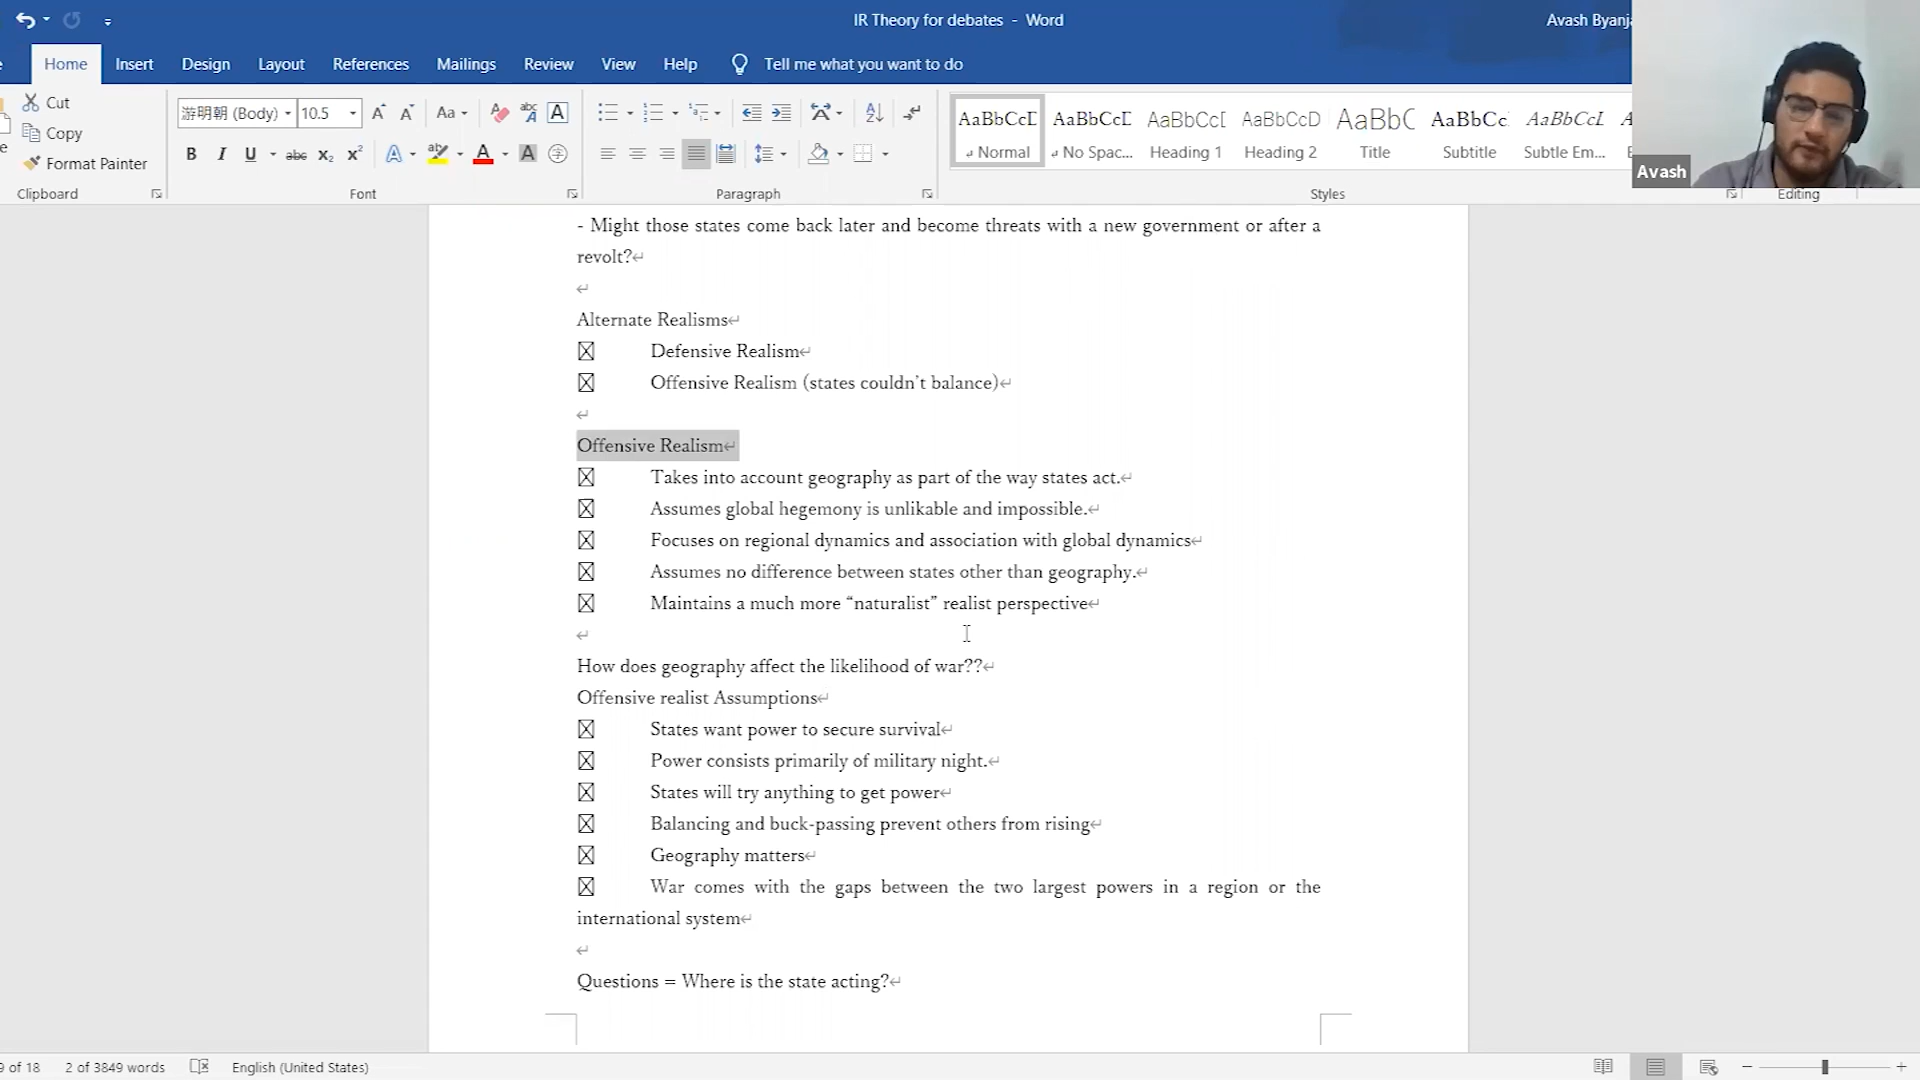 IR Theory for debates - Word
Avash Byanj
Home Insert Design Layout References Mailings Review View Help Tell me what you want to do
Cut
Copy
Format Painter
Clipboard
游明朝 (Body) 10.5
Font
Paragraph
AaBbCcD AaBbCcD AaBbC( AaBbCcD AaBbC AaBbCc AaBbCcL
Normal No Spac... Heading 1 Heading 2 Title Subtitle Subtle Em...
Styles
Editing
Avash
- Might those states come back later and become threats with a new government or after a
revolt?
Alternate Realisms
Defensive Realism
Offensive Realism (states couldn't balance)
Offensive Realism
Takes into account geography as part of the way states act.
Assumes global hegemony is unlikable and impossible.
Focuses on regional dynamics and association with global dynamics
Assumes no difference between states other than geography.
Maintains a much more “naturalist” realist perspective
How does geography affect the likelihood of war??
Offensive realist Assumptions
States want power to secure survival
Power consists primarily of military night.
States will try anything to get power
Balancing and buck-passing prevent others from rising
Geography matters
War comes with the gaps between the two largest powers in a region or the
international system
Questions = Where is the state acting?
of 18 2 of 3849 words English (United States)